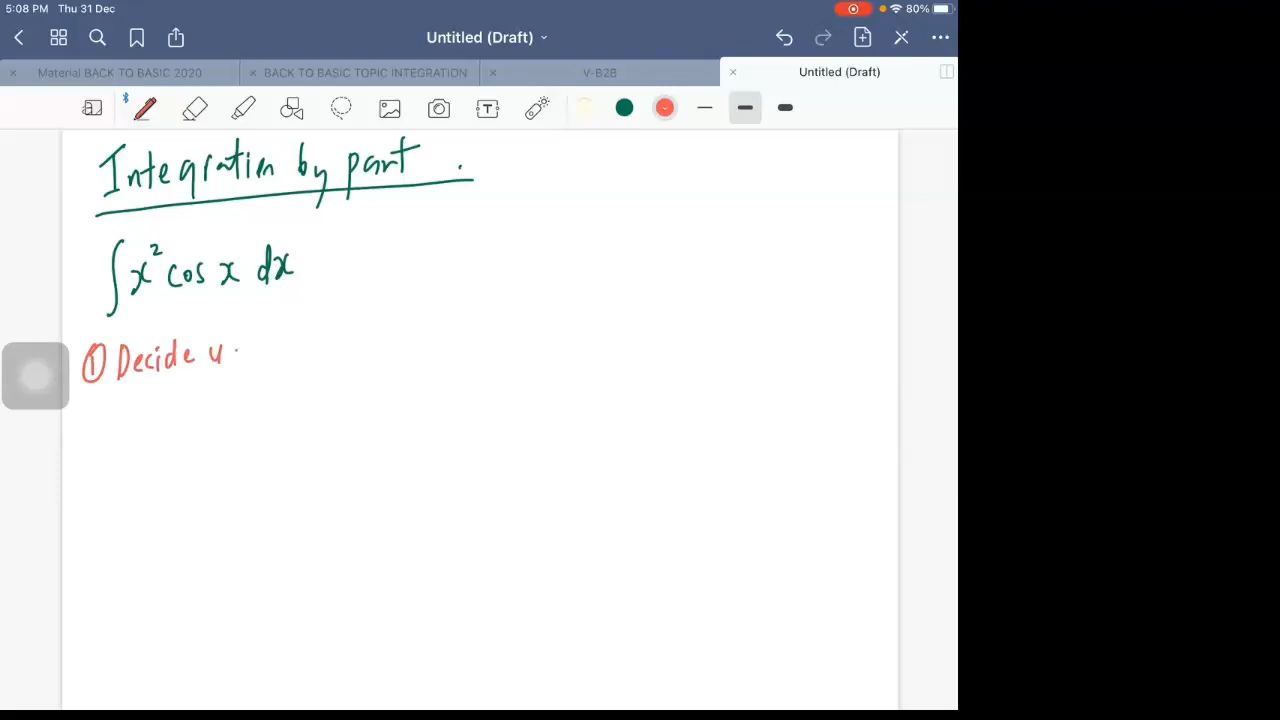 5:08 PM Thu 31 Dec
80%
Untitled (Draft)
Material BACK TO BASIC 2020
BACK TO BASIC TOPIC INTEGRATION
V-B2B
Untitled (Draft)
T
Integration by part .
∫x² cos x dx
① Decide u